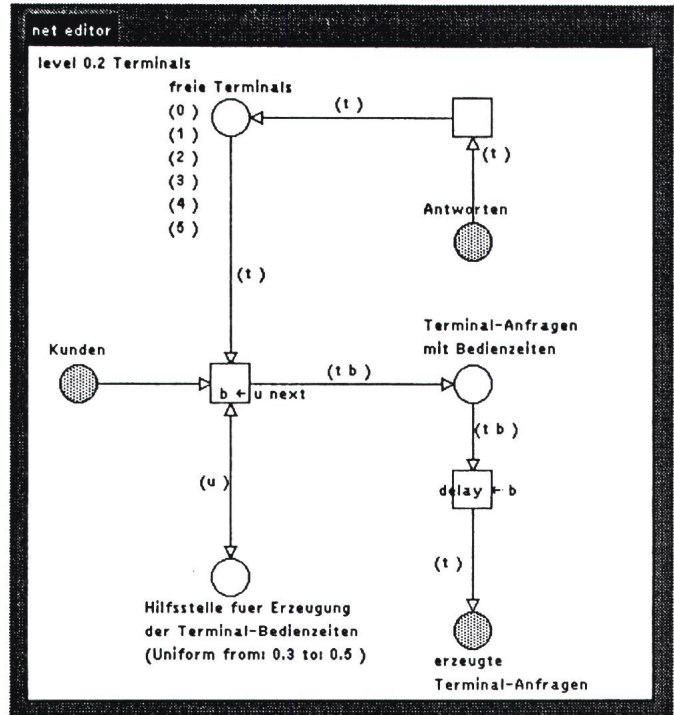 net editor
level 0.2 Terminals
freie Terminals
(0 )
(1 )
(2 )
(3 )
(4 )
(5 )
(t )
(t )
Antworten
(t )
Kunden
Terminal-Anfragen
mit Bedienzeiten
b ← u next
(t b )
(t b )
(u )
delay ← b
(t )
Hilfsstelle fuer Erzeugung
der Terminal-Bedienzeiten
(Uniform from: 0.3 to: 0.5 )
erzeugte
Terminal-Anfragen